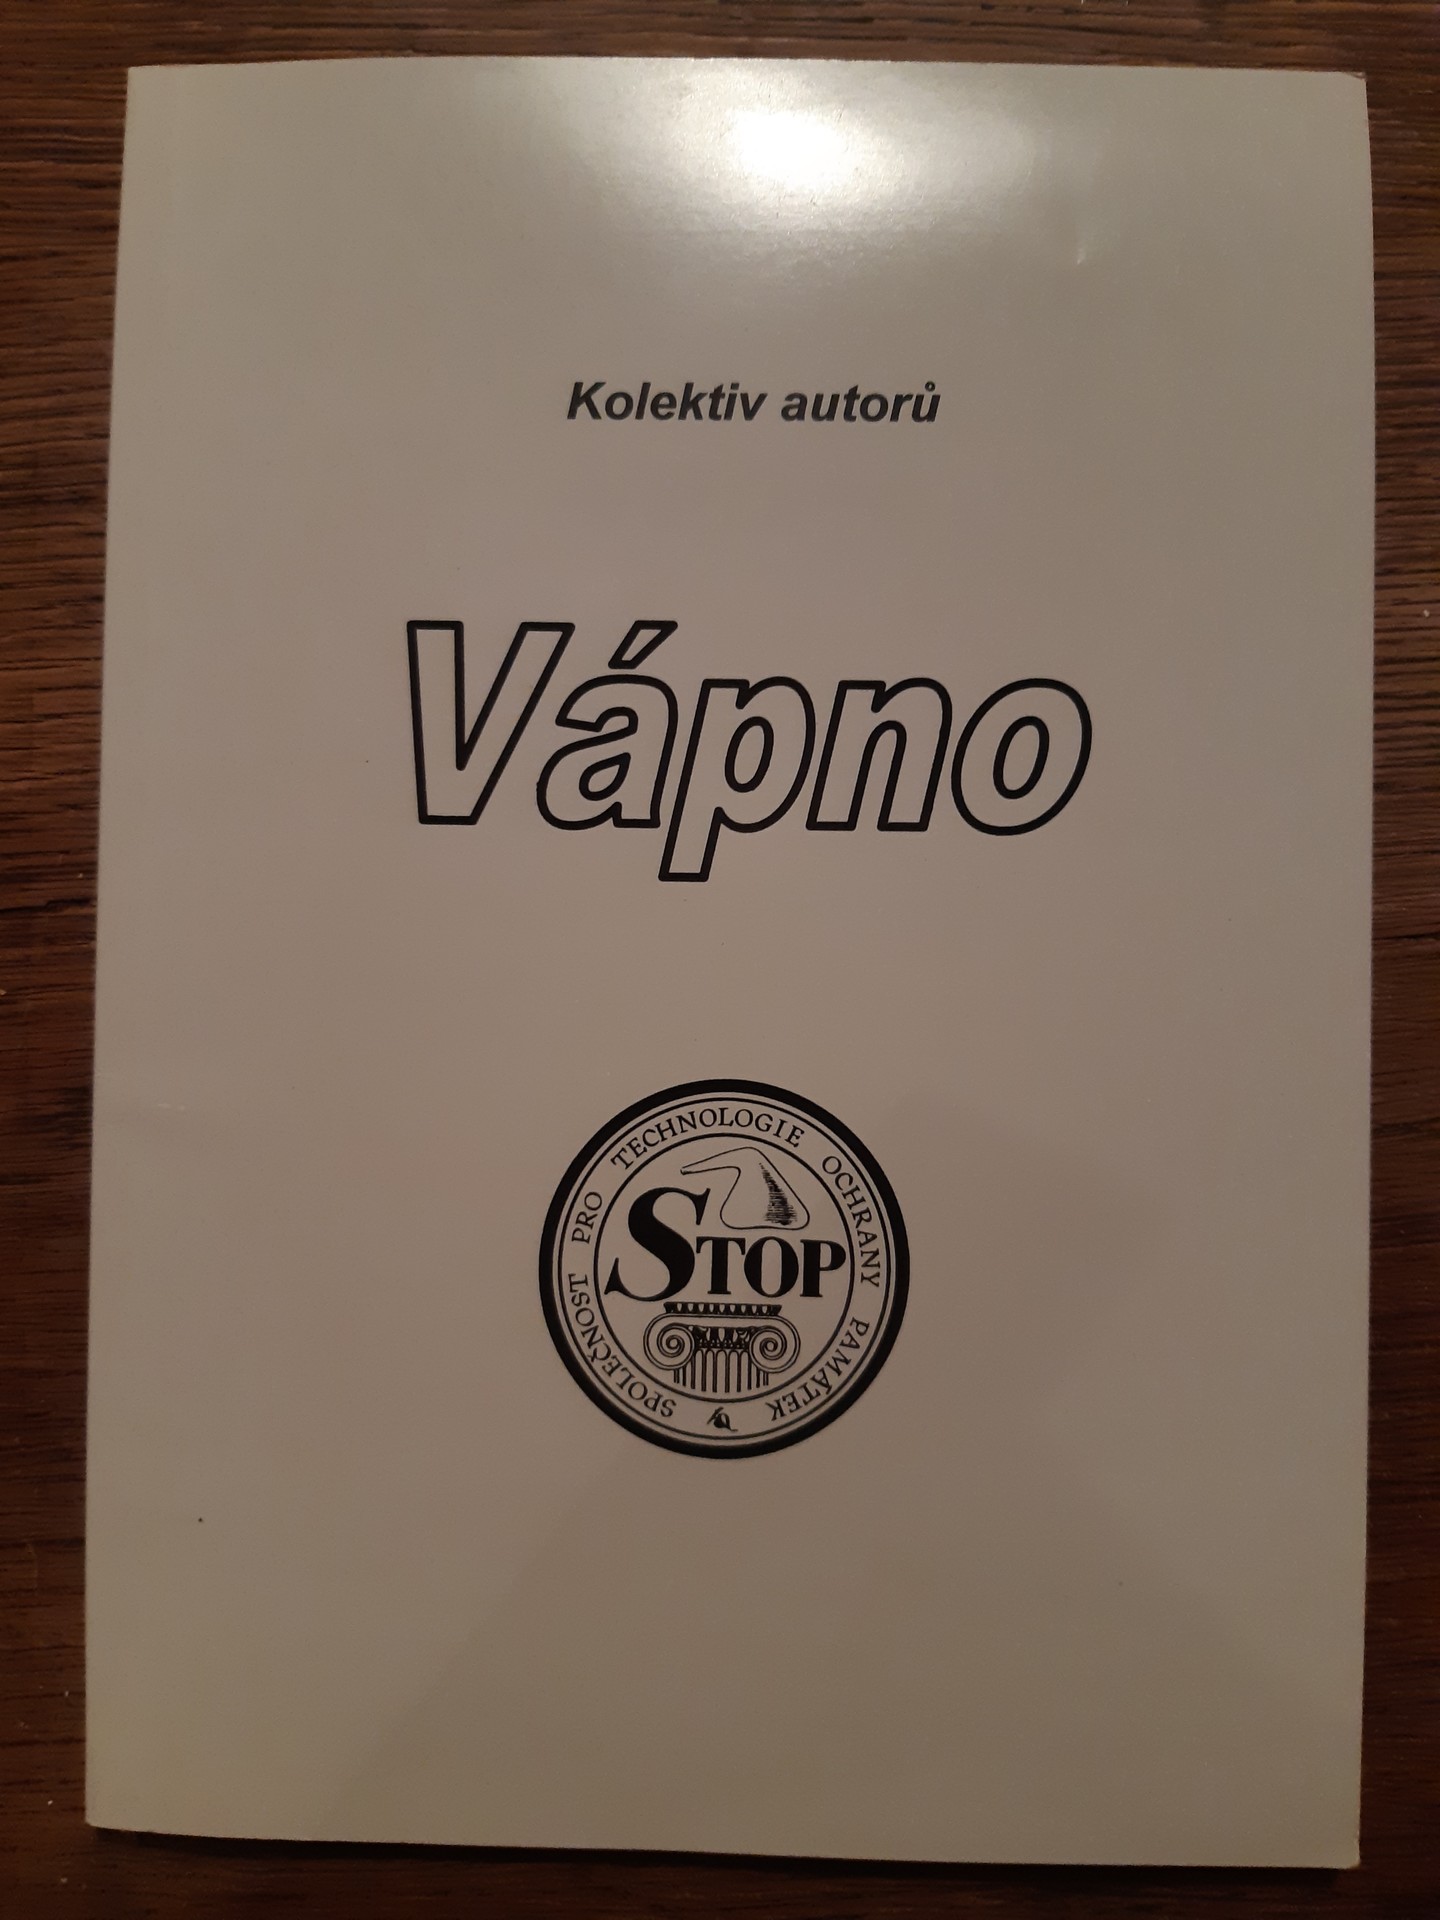 Kolektiv autorů
Vápno
SPOLEČNOST PRO TECHNOLOGIE OCHRANY PAMÁTEK
STOP